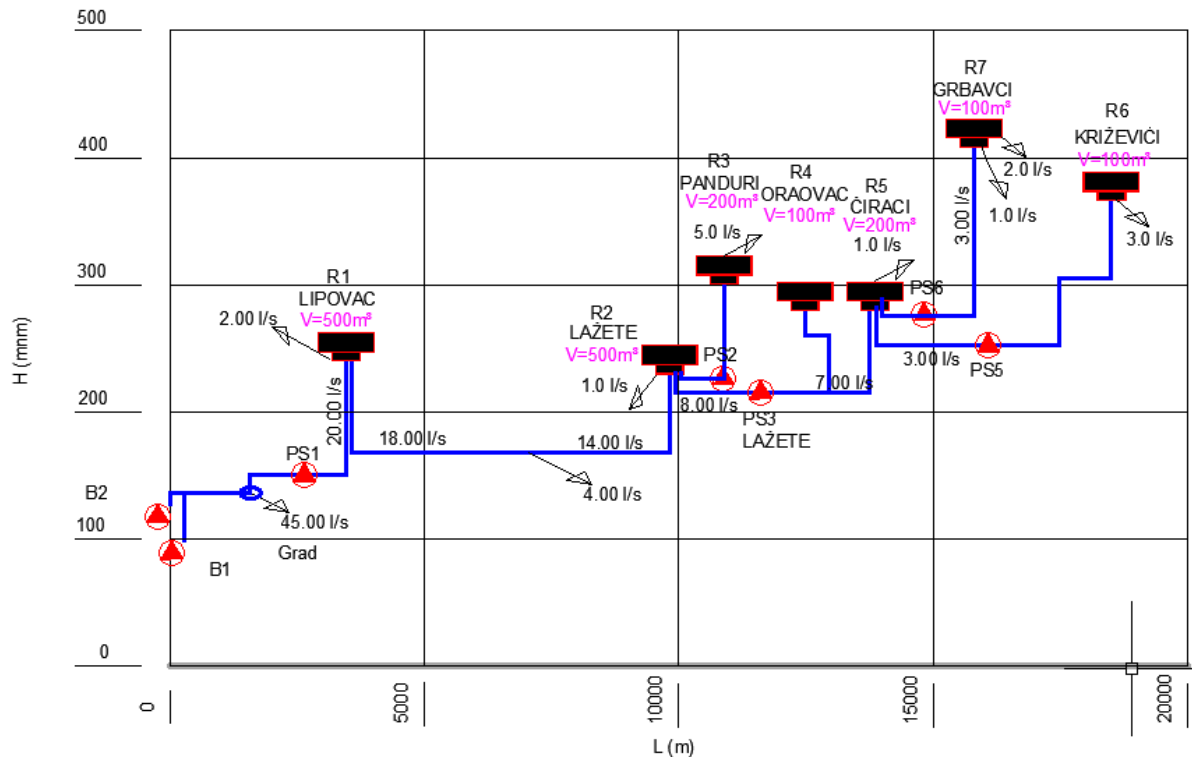 500
400
300
200
100
0
H (mnm)
0
5000
10000
15000
20000
L (m)
B2
B1
45.00 l/s
Grad
PS1
20.00 l/s
2.00 l/s
R1
LIPOVAC
V=500m³
18.00 l/s
14.00 l/s
4.00 l/s
R2
LAŽETE
V=500m³
1.0 l/s
PS2
8.00 l/s
R3
PANDURI
V=200m³
5.0 l/s
PS3
LAŽETE
7.00 l/s
R4
ORAOVAC
V=100m³
R5
ČIRACI
V=200m³
1.0 l/s
PS6
3.00 l/s
PS5
3.00 l/s
R7
GRBAVCI
V=100m³
2.0 l/s
1.0 l/s
R6
KRIŽEVIĆI
V=100m³
3.0 l/s